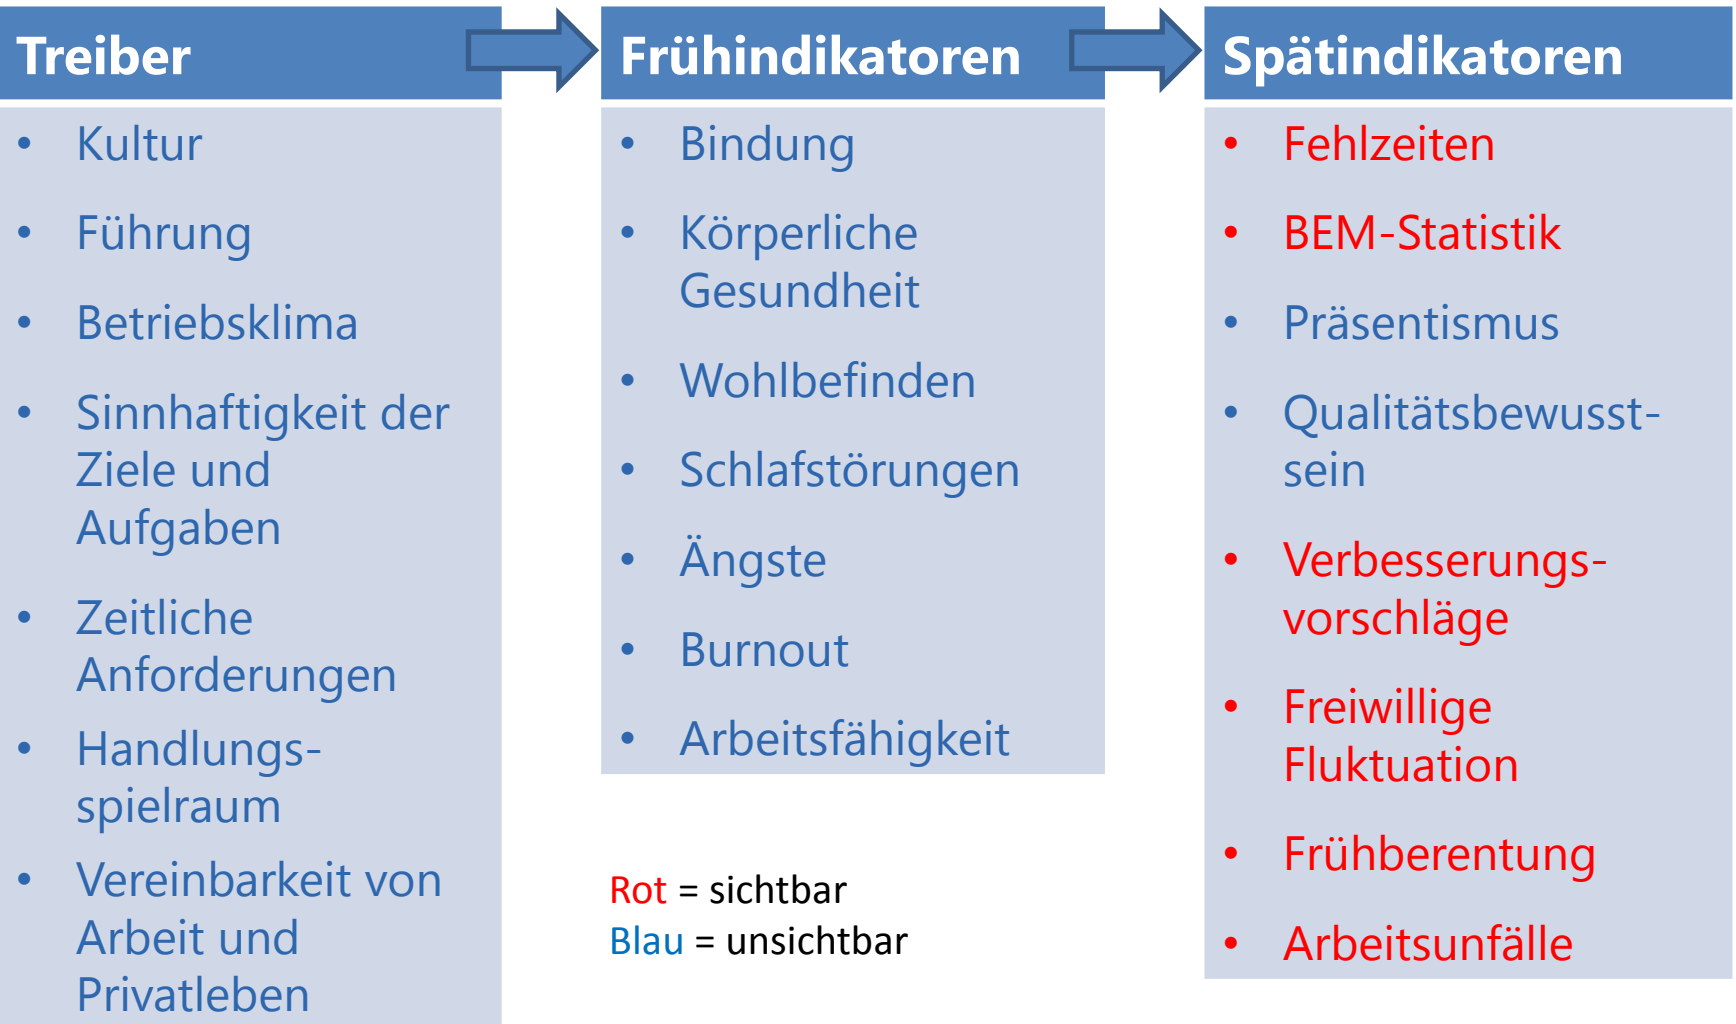 Treiber
• Kultur
• Führung
• Betriebsklima
• Sinnhaftigkeit der
Ziele und
Aufgaben
• Zeitliche
Anforderungen
• Handlungs-
spielraum
• Vereinbarkeit von
Arbeit und
Privatleben
Frühindikatoren
• Bindung
• Körperliche
Gesundheit
• Wohlbefinden
• Schlafstörungen
• Ängste
• Burnout
• Arbeitsfähigkeit
Rot = sichtbar
Blau = unsichtbar
Spätindikatoren
• Fehlzeiten
• BEM-Statistik
• Präsentismus
• Qualitätsbewusst-
sein
• Verbesserungs-
vorschläge
• Freiwillige
Fluktuation
• Frühberentung
• Arbeitsunfälle